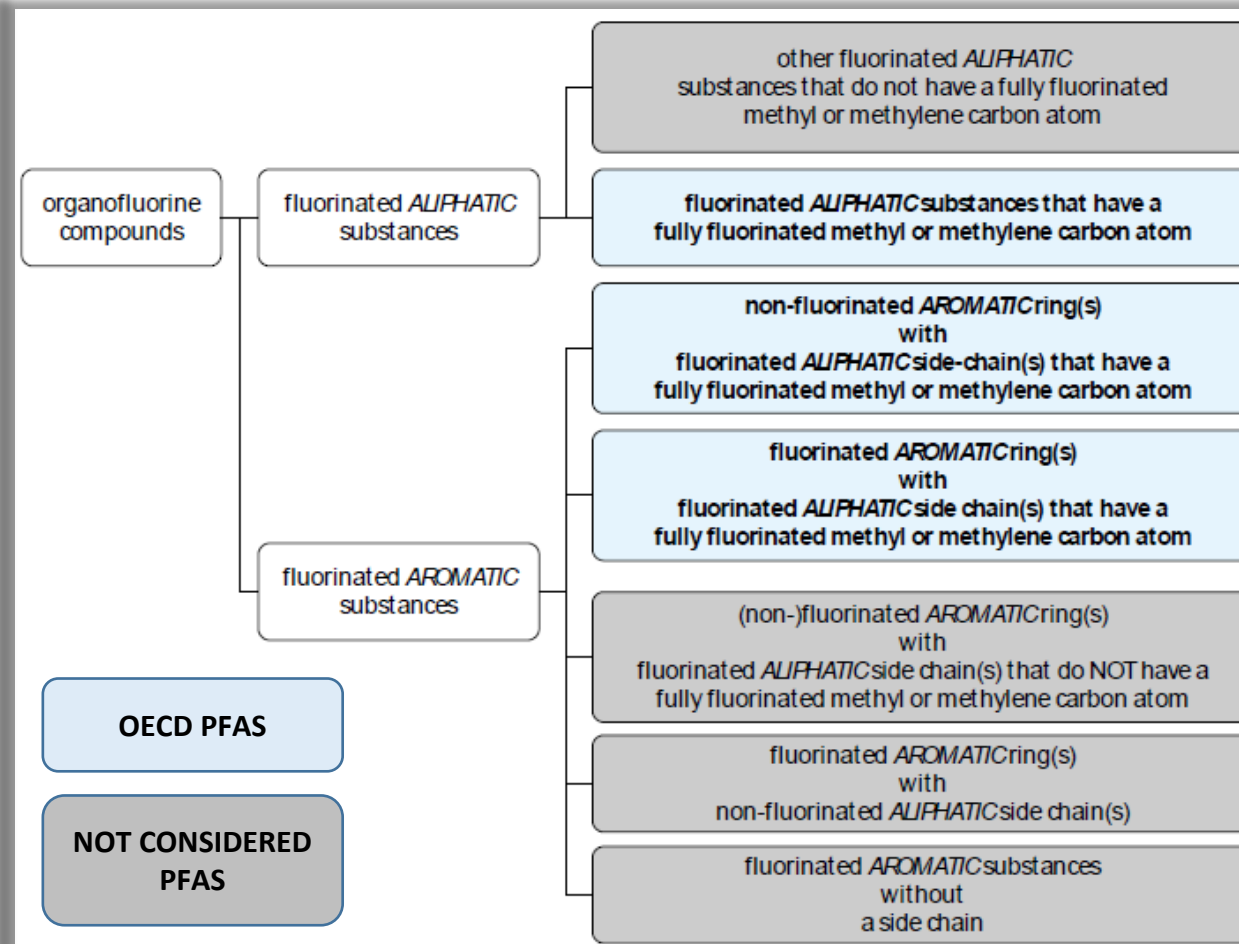 other fluorinated ALIPHATIC
substances that do not have a fully fluorinated
methyl or methylene carbon atom
organofluorine
compounds
fluorinated ALIPHATIC
substances
fluorinated ALIPHATIC substances that have a
fully fluorinated methyl or methylene carbon atom
non-fluorinated AROMATIC ring(s)
with
fluorinated ALIPHATIC side-chain(s) that have a
fully fluorinated methyl or methylene carbon atom
fluorinated AROMATIC ring(s)
with
fluorinated ALIPHATIC side chain(s) that have a
fully fluorinated methyl or methylene carbon atom
fluorinated AROMATIC
substances
(non-)fluorinated AROMATIC ring(s)
with
fluorinated ALIPHATIC side chain(s) that do NOT have a
fully fluorinated methyl or methylene carbon atom
fluorinated AROMATIC ring(s)
with
non-fluorinated ALIPHATIC side chain(s)
fluorinated AROMATIC substances
without
a side chain
OECD PFAS
NOT CONSIDERED
PFAS